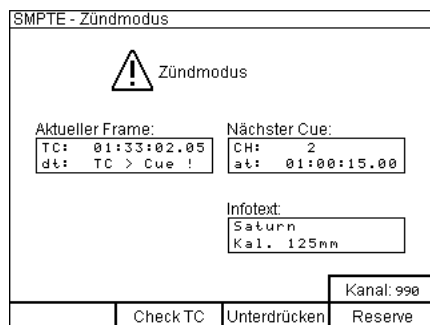 SMPTE - Zündmodus
Zündmodus
Aktueller Frame:
TC: 01:33:02.05
dt: TC > Cue !
Nächster Cue:
CH: 2
at: 01:00:15.00
Infotext:
Saturn
Kal. 125mm
Kanal: 990
Check TC Unterdrücken Reserve